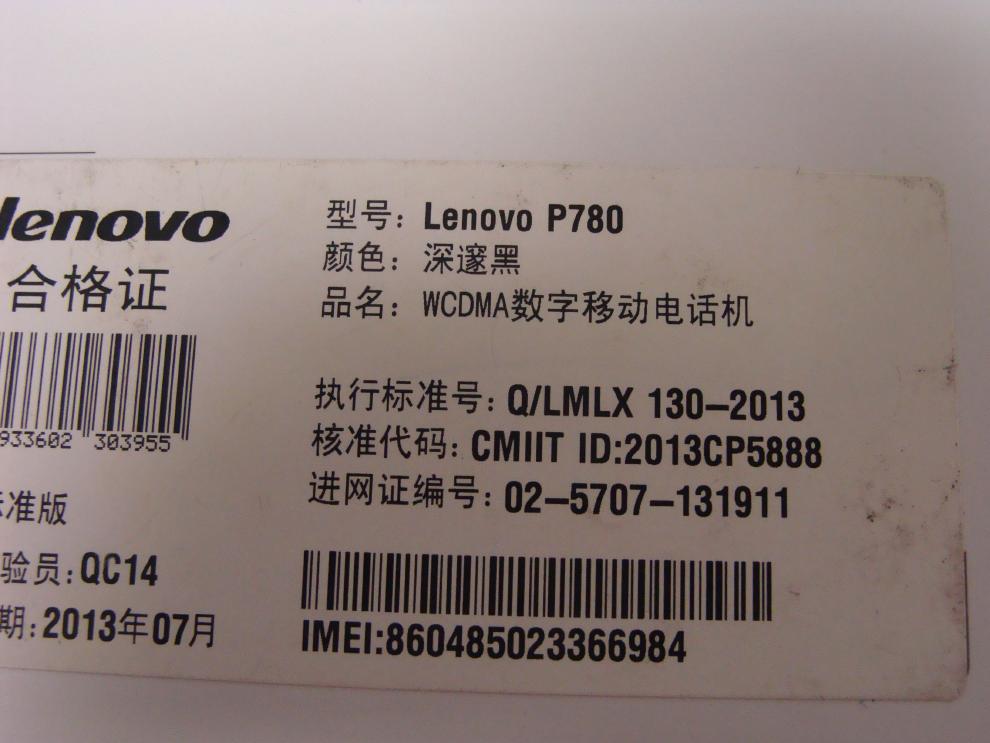 lenovo
合格证
933602 303955
标准版
验员:QC14
期:2013年07月
型号: Lenovo P780
颜色: 深邃黑
品名: WCDMA数字移动电话机
执行标准号: Q/LMLX 130–2013
核准代码: CMIIT ID:2013CP5888
进网证编号: 02–5707–131911
IMEI:860485023366984